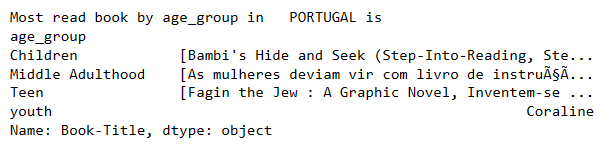 Most read book by age_group in   PORTUGAL is
age_group
Children             [Bambi's Hide and Seek (Step-Into-Reading, Ste...
Middle Adulthood     [As mulheres deviam vir com livro de instruÃ§Ã...
Teen                 [Fagin the Jew : A Graphic Novel, Inventem-se ...
youth                                                         Coraline
Name: Book-Title, dtype: object